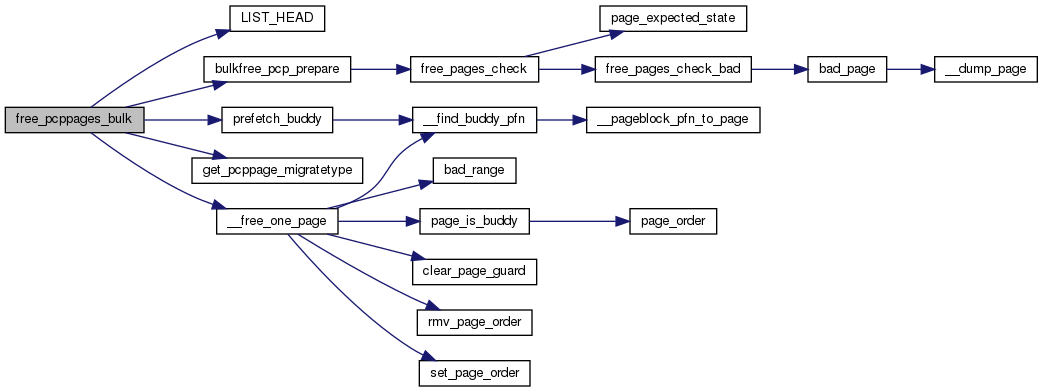 LIST_HEAD
page_expected_state
bulkfree_pcp_prepare
free_pages_check
free_pages_check_bad
bad_page
__dump_page
free_pcppages_bulk
prefetch_buddy
__find_buddy_pfn
__pageblock_pfn_to_page
get_pcppage_migratetype
bad_range
__free_one_page
page_is_buddy
page_order
clear_page_guard
rmv_page_order
set_page_order